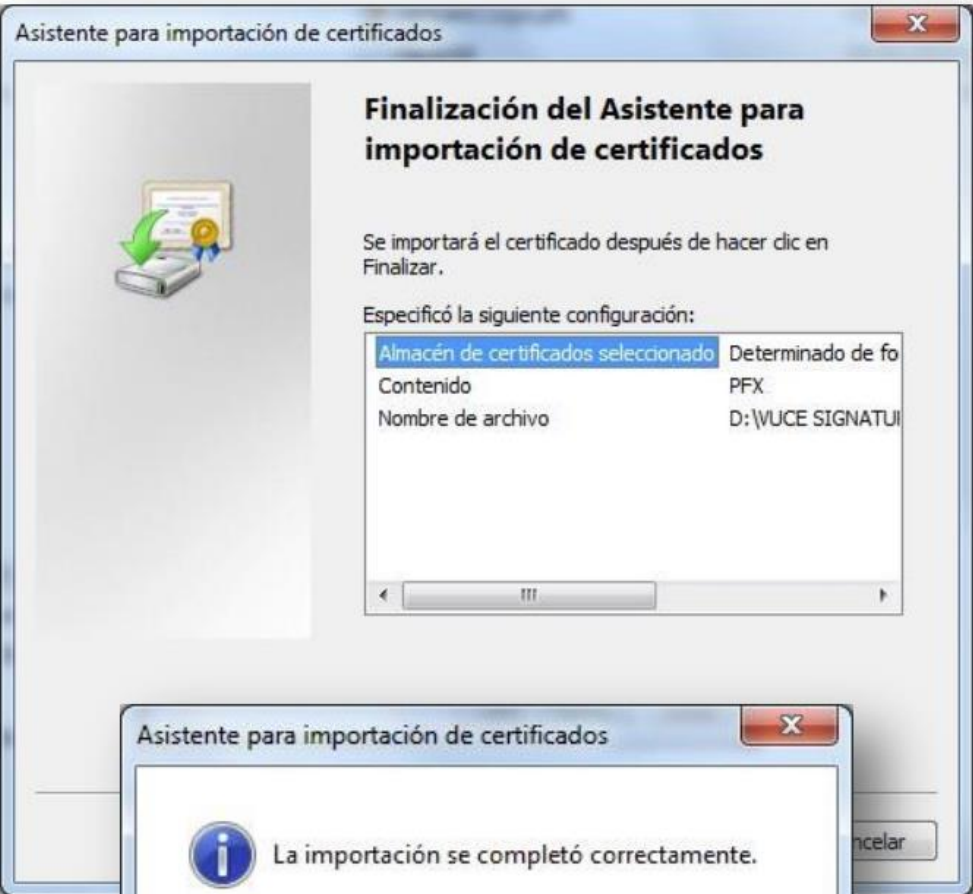 Asistente para importación de certificados
Finalización del Asistente para
importación de certificados
Se importará el certificado después de hacer clic en
Finalizar.
Especificó la siguiente configuración:
Almacén de certificados seleccionado Determinado de fo
Contenido PFX
Nombre de archivo D:\VUCE SIGNATU
Asistente para importación de certificados
La importación se completó correctamente.
ncelar